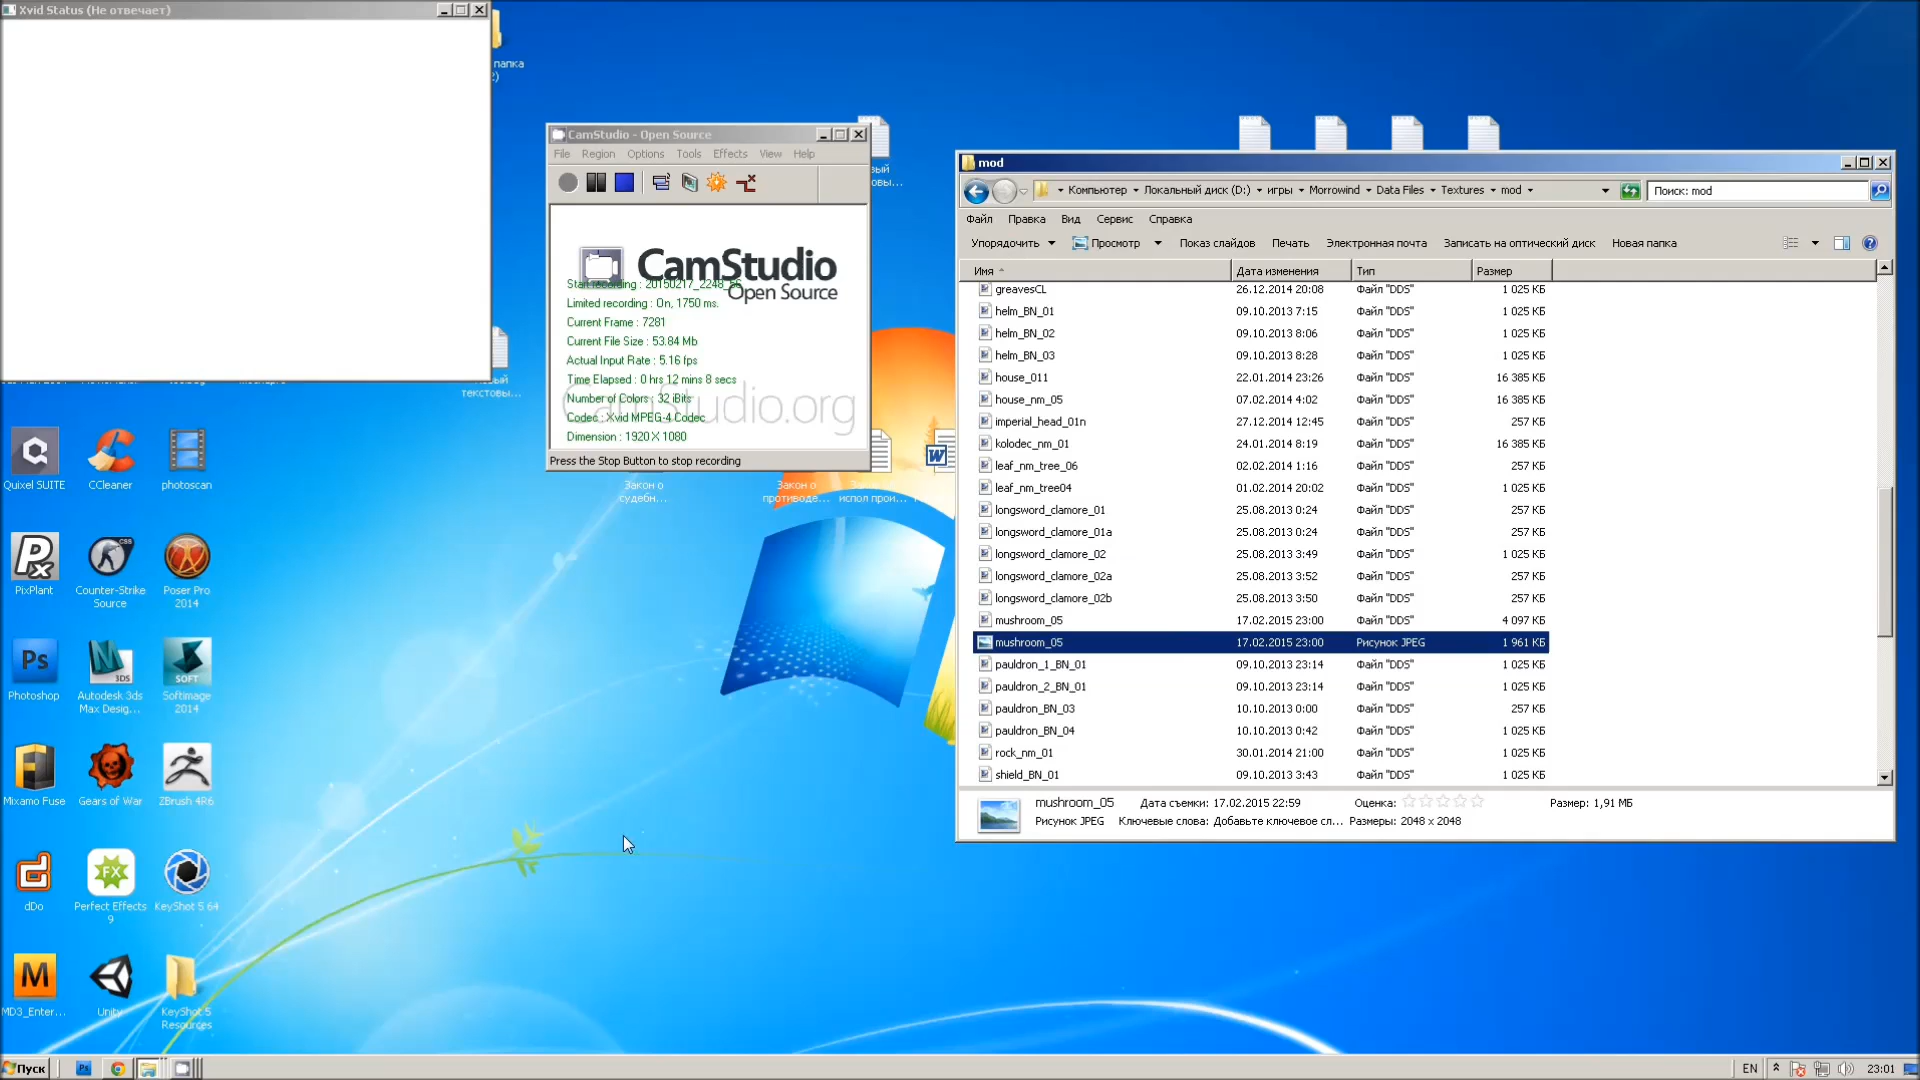 Xvid Status (Не отвечает)
папка
CamStudio - Open Source
File Region Options Tools Effects View Help
CamStudio
Open Source
Limited recording : On, 1750 ms.
Current Frame : 7281
Current File Size : 53.84 Mb
Actual Input Rate : 5.16 fps
Time Elapsed : 0 hrs 12 mins 8 secs
Number of Colors : 32 iBits
Codec : Xvid MPEG-4 Codec
Dimension : 1920 X 1080
Press the Stop Button to stop recording
текстовы...
Закон о
судебн...
Закон о
противоде...
испол прои...
mod
Компьютер Локальный диск (D:) игры Morrowind Data Files Textures mod
Поиск: mod
Файл Правка Вид Сервис Справка
Упорядочить Просмотр Показ слайдов Печать Электронная почта Записать на оптический диск Новая папка
Имя Дата изменения Тип Размер
greavesCL 26.12.2014 20:08 Файл "DDS" 1 025 КБ
helm_BN_01 09.10.2013 7:15 Файл "DDS" 1 025 КБ
helm_BN_02 09.10.2013 8:06 Файл "DDS" 1 025 КБ
helm_BN_03 09.10.2013 8:28 Файл "DDS" 1 025 КБ
house_011 22.01.2014 23:26 Файл "DDS" 16 385 КБ
house_nm_05 07.02.2014 4:02 Файл "DDS" 16 385 КБ
imperial_head_01n 27.12.2014 12:45 Файл "DDS" 1 025 КБ
kolodec_nm_01 24.01.2014 8:19 Файл "DDS" 16 385 КБ
leaf_nm_tree_06 02.02.2014 1:16 Файл "DDS" 257 КБ
leaf_nm_tree04 01.02.2014 20:02 Файл "DDS" 1 025 КБ
longsword_clamore_01 25.08.2013 0:24 Файл "DDS" 257 КБ
longsword_clamore_01a 25.08.2013 0:24 Файл "DDS" 257 КБ
longsword_clamore_02 25.08.2013 3:49 Файл "DDS" 1 025 КБ
longsword_clamore_02a 25.08.2013 3:52 Файл "DDS" 257 КБ
longsword_clamore_02b 25.08.2013 3:50 Файл "DDS" 257 КБ
mushroom_05 17.02.2015 23:00 Файл "DDS" 4 097 КБ
mushroom_05 17.02.2015 23:00 Рисунок JPEG 1 961 КБ
pauldron_1_BN_01 09.10.2013 23:14 Файл "DDS" 1 025 КБ
pauldron_2_BN_01 09.10.2013 23:14 Файл "DDS" 1 025 КБ
pauldron_BN_03 10.10.2013 0:00 Файл "DDS" 257 КБ
pauldron_BN_04 10.10.2013 0:42 Файл "DDS" 1 025 КБ
rock_nm_01 30.01.2014 21:00 Файл "DDS" 1 025 КБ
shield_BN_01 09.10.2013 3:43 Файл "DDS" 1 025 КБ
mushroom_05 Дата съемки: 17.02.2015 22:59 Оценка: Размер: 1,91 МБ
Рисунок JPEG Ключевые слова: Добавьте ключевое сл... Размеры: 2048 x 2048
Quixel SUITE CCleaner photoscan
PixPlant Counter-Strike Source Poser Pro 2014
Photoshop Autodesk 3ds Max Desig... Softimage 2014
Mixamo Fuse Gears of War ZBrush 4R6
dDo Perfect Effects 9 KeyShot 5 64
MD3_Enter... Unity KeyShot 5 Resources
Пуск
EN 23:01